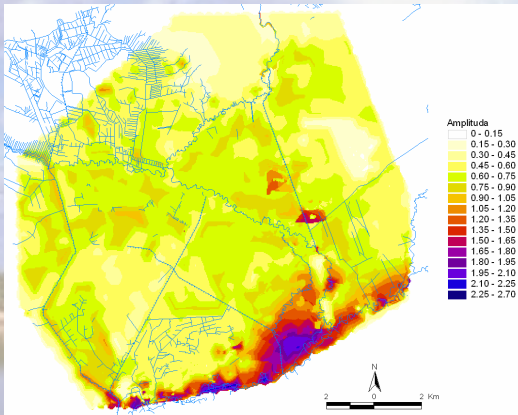 Amplituda
0 - 0.15
0.15 - 0.30
0.30 - 0.45
0.45 - 0.60
0.60 - 0.75
0.75 - 0.90
0.90 - 1.05
1.05 - 1.20
1.20 - 1.35
1.35 - 1.50
1.50 - 1.65
1.65 - 1.80
1.80 - 1.95
1.95 - 2.10
2.10 - 2.25
2.25 - 2.70
N
2 0 2 Km